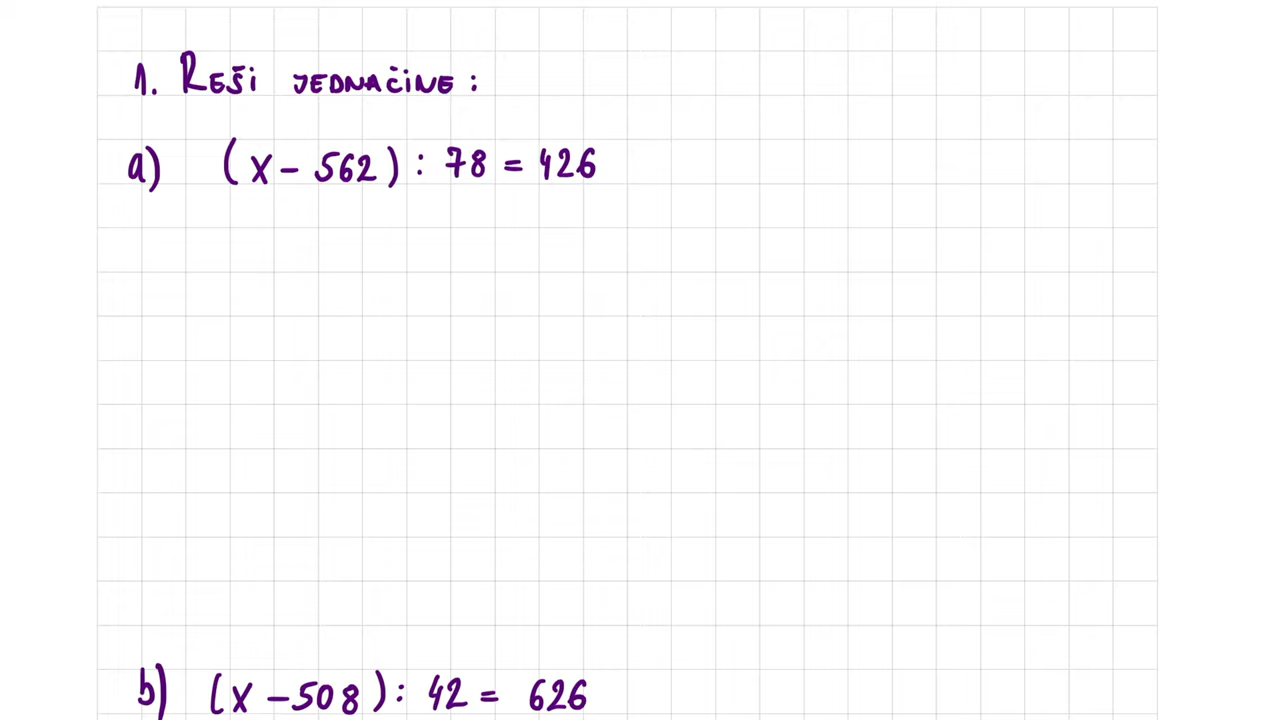 1. Reši jednačine:
a) (x - 562) : 78 = 426
b) (x - 508) : 42 = 626